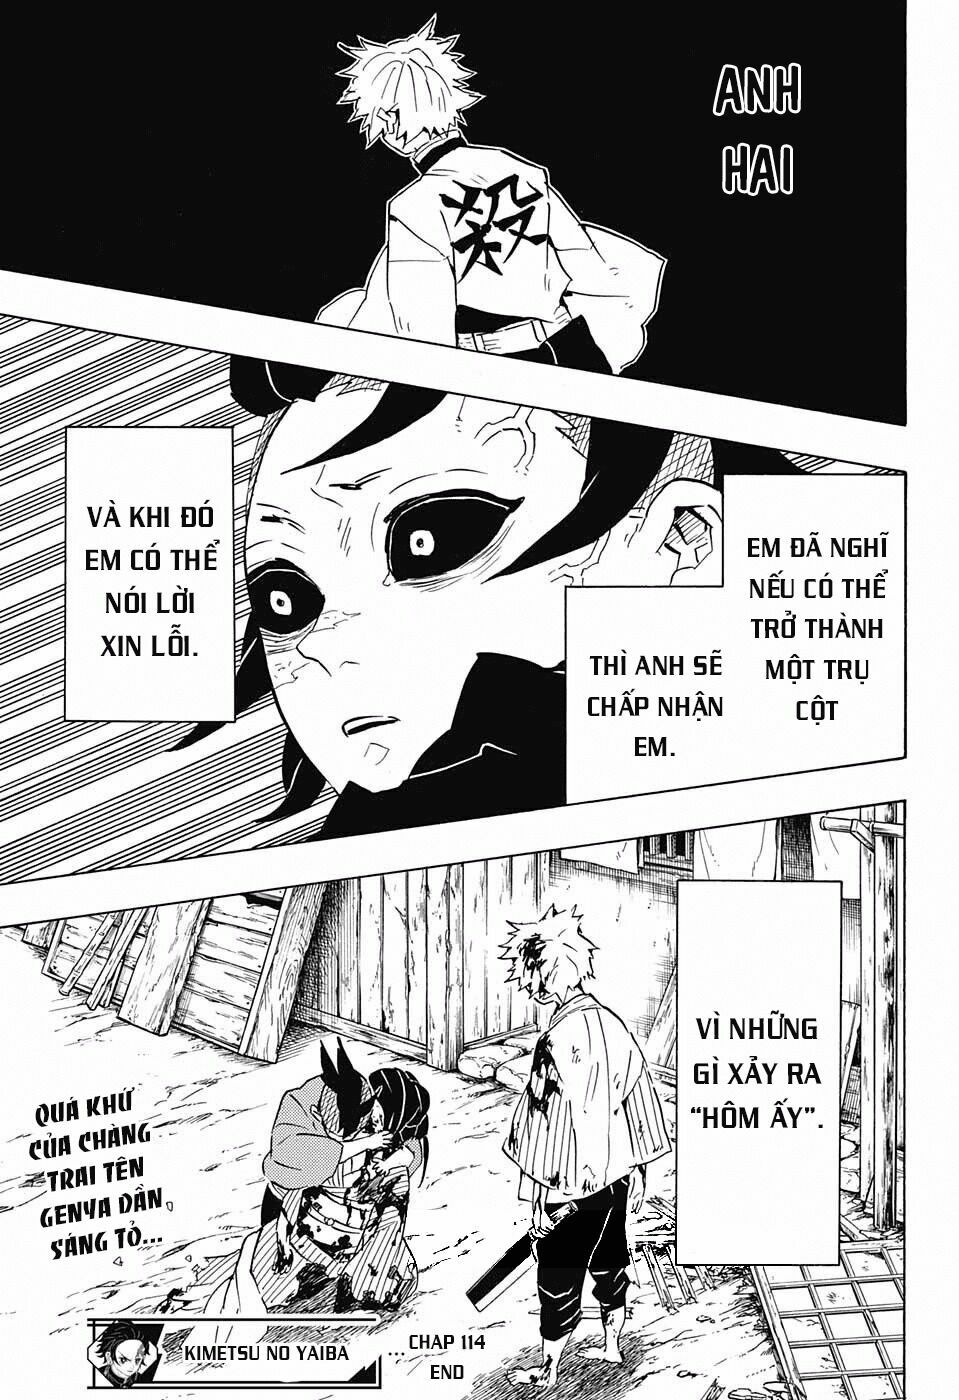 ANH
HAI
殺
EM ĐÃ NGHĨ
NẾU CÓ THỂ
TRỞ THÀNH
MỘT TRỤ
CỘT
THÌ ANH SẼ
CHẤP NHẬN
EM.
VÀ KHI ĐÓ
EM CÓ THỂ
NÓI LỜI
XIN LỖI.
VÌ NHỮNG
GÌ XẢY RA
“HÔM ẤY”.
QUÁ KHỨ
CỦA CHÀNG
TRAI TÊN
GENYA DẦN
SÁNG TỎ...
KIMETSU NO YAIBA
... CHAP 114
END